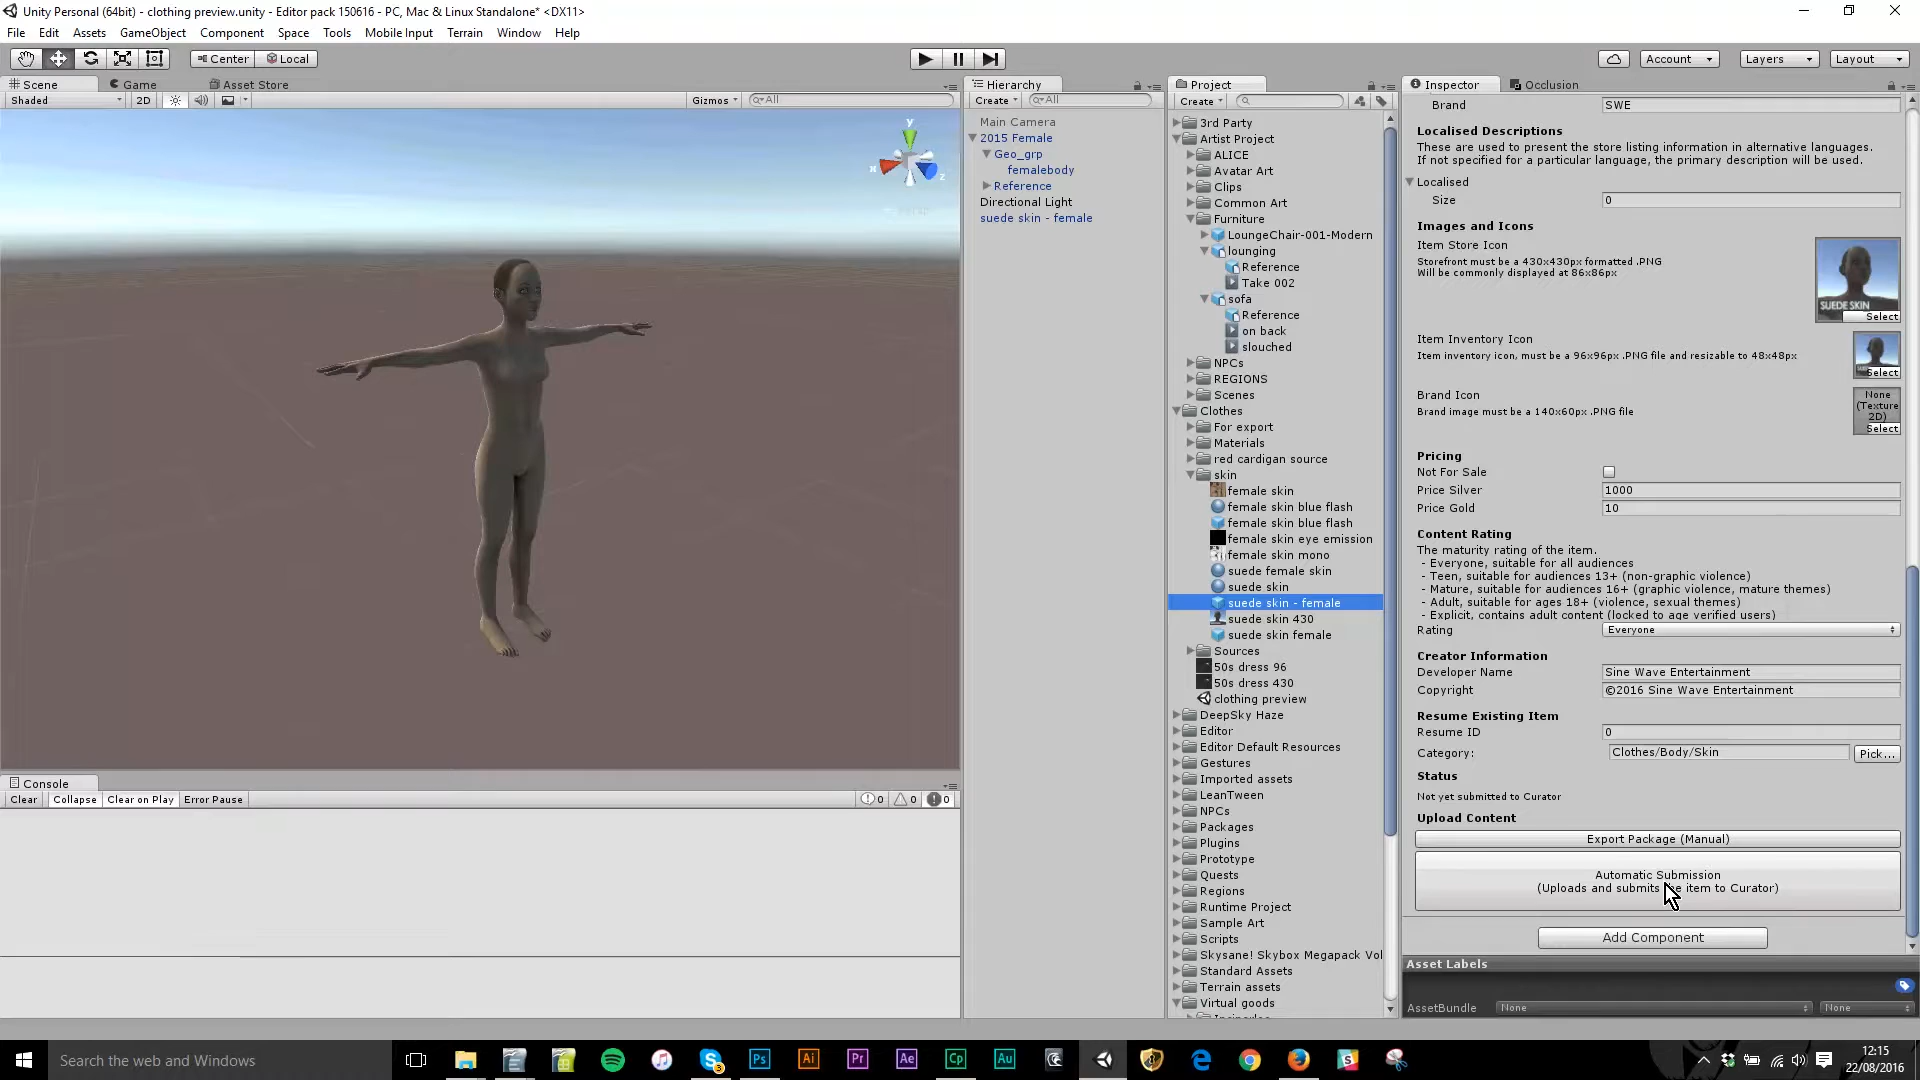 Unity Personal (64bit) - clothing preview.unity - Editor pack 150616 - PC, Mac & Linux Standalone* <DX11>
File Edit Assets GameObject Component Space Tools Mobile Input Terrain Window Help
Center Local Account Layers Layout
Scene Game Asset Store
Shaded 2D Gizmos All
y
x
z
Hierarchy
Create All
Main Camera
2015 Female
Geo_grp
femalebody
Reference
Directional Light
suede skin - female
Project
Create
3rd Party
Artist Project
ALICE
Avatar Art
Clips
Common Art
Furniture
LoungeChair-001-Modern
lounging
Reference
Take 002
sofa
Reference
on back
slouched
NPCs
REGIONS
Scenes
Clothes
For export
Materials
red cardigan source
skin
female skin
female skin blue flash
female skin blue flash
female skin eye emission
female skin mono
suede female skin
suede skin
suede skin - female
suede skin 430
suede skin female
Sources
50s dress 96
50s dress 430
clothing preview
DeepSky Haze
Editor
Editor Default Resources
Gestures
Imported assets
LeanTween
NPCs
Packages
Plugins
Prototype
Quests
Regions
Runtime Project
Sample Art
Scripts
Skysane! Skybox Megapack Vol
Standard Assets
Terrain assets
Virtual goods
Inspector Occlusion
Brand SWE
Localised Descriptions
These are used to present the store listing information in alternative languages.
If not specified for a particular language, the primary description will be used.
Localised
Size 0
Images and Icons
Item Store Icon
Storefront must be a 430x430px formatted .PNG
Will be commonly displayed at 86x86px
SUEDE SKIN
Select
Item Inventory Icon
Item inventory icon, must be a 96x96px .PNG file and resizable to 48x48px
Select
Brand Icon
Brand image must be a 140x60px .PNG file
None
(Texture
2D)
Select
Pricing
Not For Sale
Price Silver 1000
Price Gold 10
Content Rating
The maturity rating of the item.
- Everyone, suitable for all audiences
- Teen, suitable for audiences 13+ (non-graphic violence)
- Mature, suitable for audiences 16+ (graphic violence, mature themes)
- Adult, suitable for ages 18+ (violence, sexual themes)
- Explicit, contains adult content (locked to age verified users)
Rating Everyone
Creator Information
Developer Name Sine Wave Entertainment
Copyright ©2016 Sine Wave Entertainment
Resume Existing Item
Resume ID 0
Category: Clothes/Body/Skin Pick...
Status
Not yet submitted to Curator
Upload Content
Export Package (Manual)
Automatic Submission
(Uploads and submits item to Curator)
Add Component
Asset Labels
AssetBundle None None
Console
Clear Collapse Clear on Play Error Pause 0 0 0
Search the web and Windows
3
Ps Ai Pr Ae Cp Au
12:15
22/08/2016